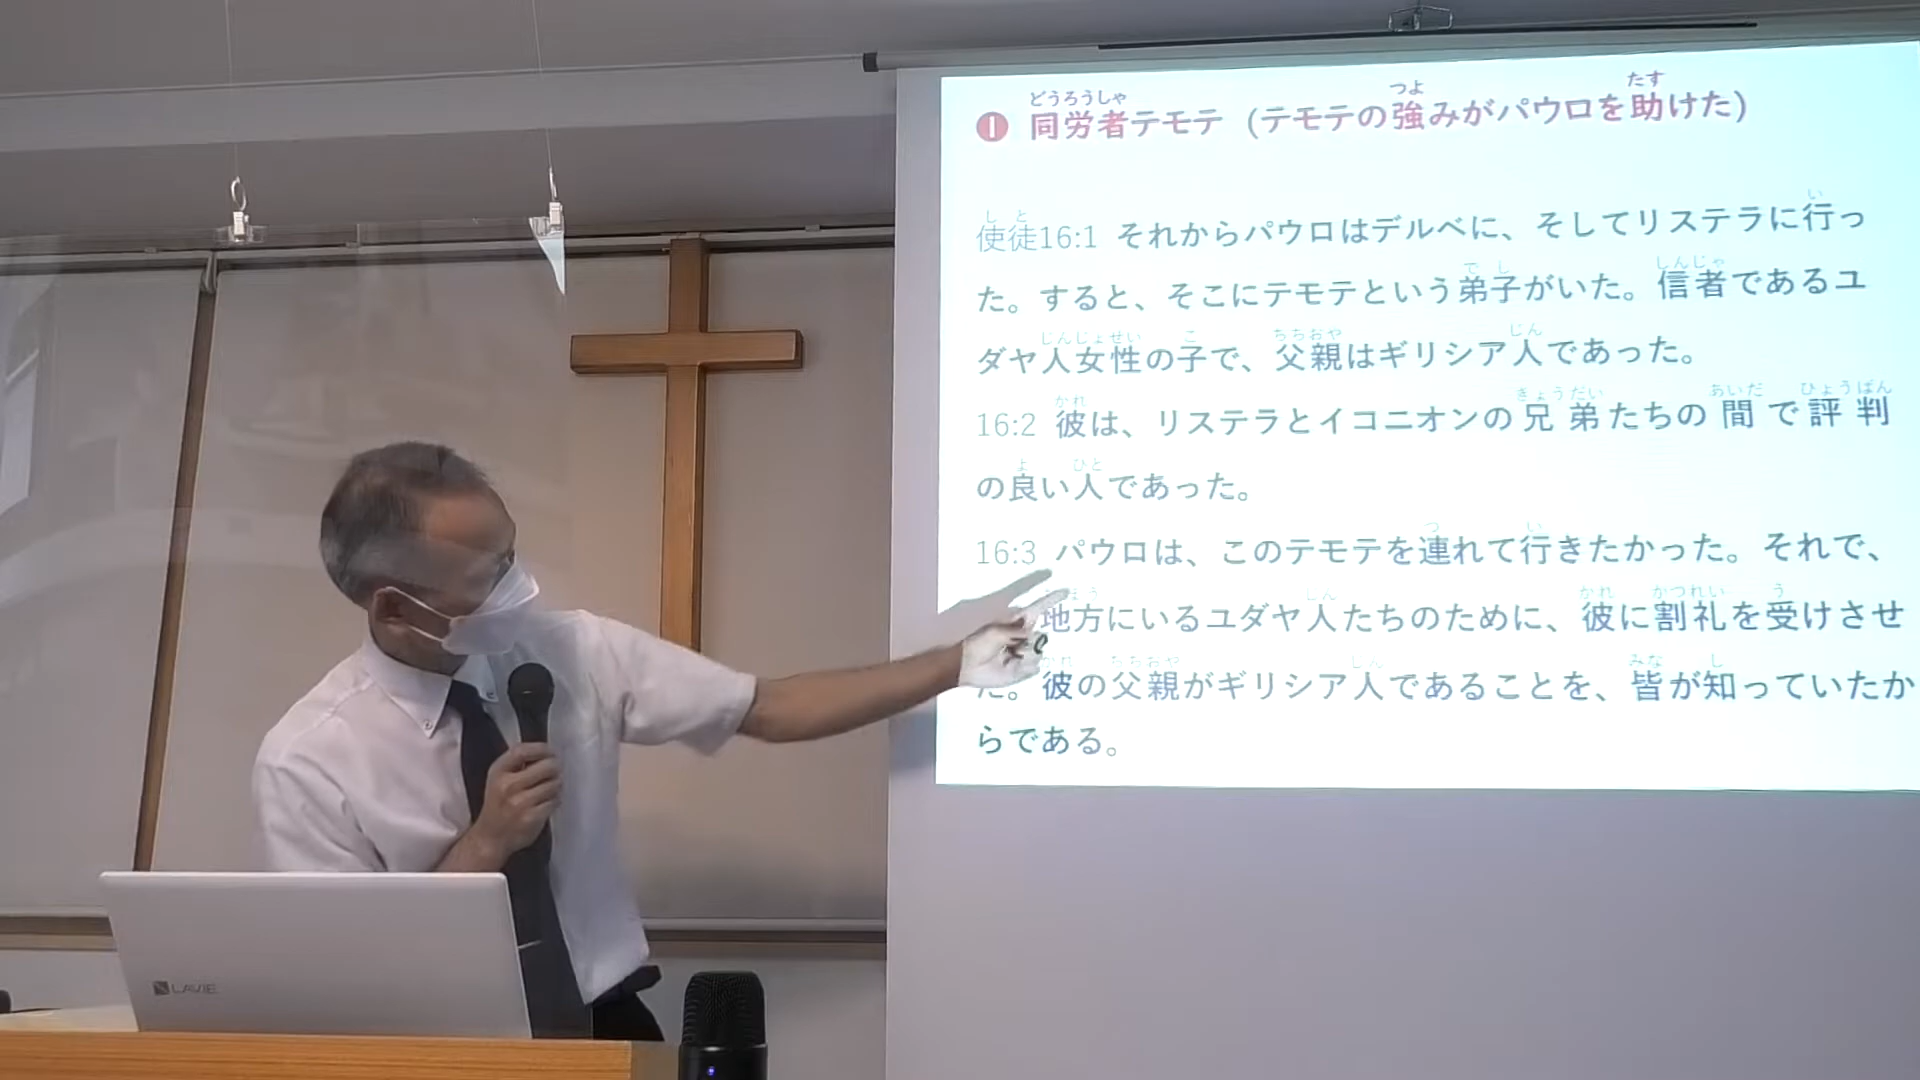 ❶ 同労者テモテ (テモテの強みがパウロを助けた)
使徒16:1 それからパウロはデルベに、そしてリステラに行っ
た。すると、そこにテモテという弟子がいた。信者であるユ
ダヤ人女性の子で、父親はギリシア人であった。
16:2 彼は、リステラとイコニオンの兄弟たちの間で評判
の良い人であった。
16:3 パウロは、このテモテを連れて行きたかった。それで、
地方にいるユダヤ人たちのために、彼に割礼を受けさせ
た。彼の父親がギリシア人であることを、皆が知っていたか
らである。
LAVIE